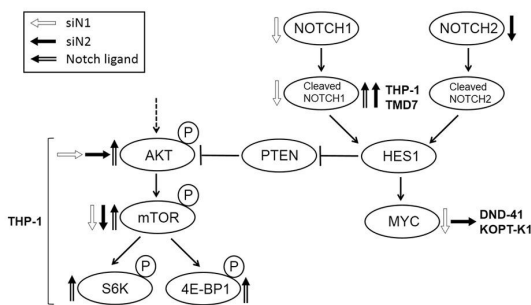 siN1
siN2
Notch ligand
NOTCH1
NOTCH2
Cleaved
NOTCH1
THP-1
TMD7
Cleaved
NOTCH2
P
AKT
PTEN
HES1
THP-1
P
mTOR
MYC
DND-41
KOPT-K1
P
S6K
P
4E-BP1